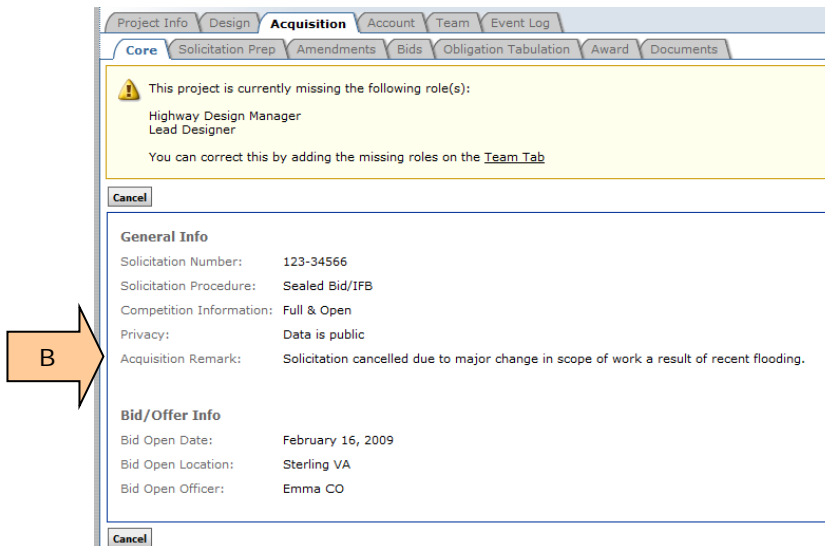 Project Info Design Acquisition Account Team Event Log
Core Solicitation Prep Amendments Bids Obligation Tabulation Award Documents
This project is currently missing the following role(s):
Highway Design Manager
Lead Designer
You can correct this by adding the missing roles on the Team Tab
Cancel
General Info
Solicitation Number: 123-34566
Solicitation Procedure: Sealed Bid/IFB
Competition Information: Full & Open
Privacy: Data is public
B
Acquisition Remark: Solicitation cancelled due to major change in scope of work a result of recent flooding.
Bid/Offer Info
Bid Open Date: February 16, 2009
Bid Open Location: Sterling VA
Bid Open Officer: Emma CO
Cancel